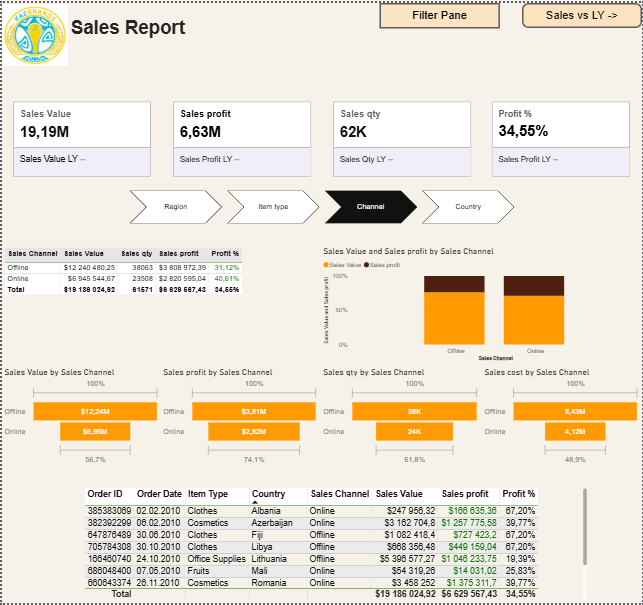 KAZBRANDS
Sales Report
Filter Pane
Sales vs LY ->
Sales Value
19,19M
Sales Value LY --
Sales profit
6,63M
Sales Profit LY --
Sales qty
62K
Sales Qty LY --
Profit %
34,55%
Sales Profit LY --
Region
Item type
Channel
Country
Sales Channel Sales Value Sales qty Sales profit Profit %
Offline $12 240 480,25 38063 $3 808 972,39 31,12%
Online $6 945 544,67 23508 $2 820 595,04 40,61%
Total $19 186 024,92 61571 $6 629 567,43 34,55%
Sales Value and Sales profit by Sales Channel
Sales Value Sales profit
Sales Value and Sales profit
100%
50%
0%
Offline Online
Sales Channel
Sales Value by Sales Channel
100%
Offline $12,24M
Online $6,95M
56,7%
Sales profit by Sales Channel
100%
Offline $3,81M
Online $2,82M
74,1%
Sales qty by Sales Channel
100%
Offline 38K
Online 24K
61,8%
Sales cost by Sales Channel
100%
Offline 8,43M
Online 4,12M
48,9%
Order ID Order Date Item Type Country Sales Channel Sales Value Sales profit Profit %
385383069 02.02.2010 Clothes Albania Online $247 956,32 $166 635,36 67,20%
382392299 06.02.2010 Cosmetics Azerbaijan Online $3 162 704,8 $1 257 775,58 39,77%
647876489 30.06.2010 Clothes Fiji Offline $1 082 418,4 $727 423,2 67,20%
705784308 30.10.2010 Clothes Libya Offline $668 356,48 $449 159,04 67,20%
166460740 24.10.2010 Office Supplies Lithuania Offline $5 396 577,27 $1 046 233,75 19,39%
686048400 07.05.2010 Fruits Mali Online $54 319,26 $14 031,02 25,83%
660643374 26.11.2010 Cosmetics Romania Online $3 458 252 $1 375 311,7 39,77%
Total $19 186 024,92 $6 629 567,43 34,55%